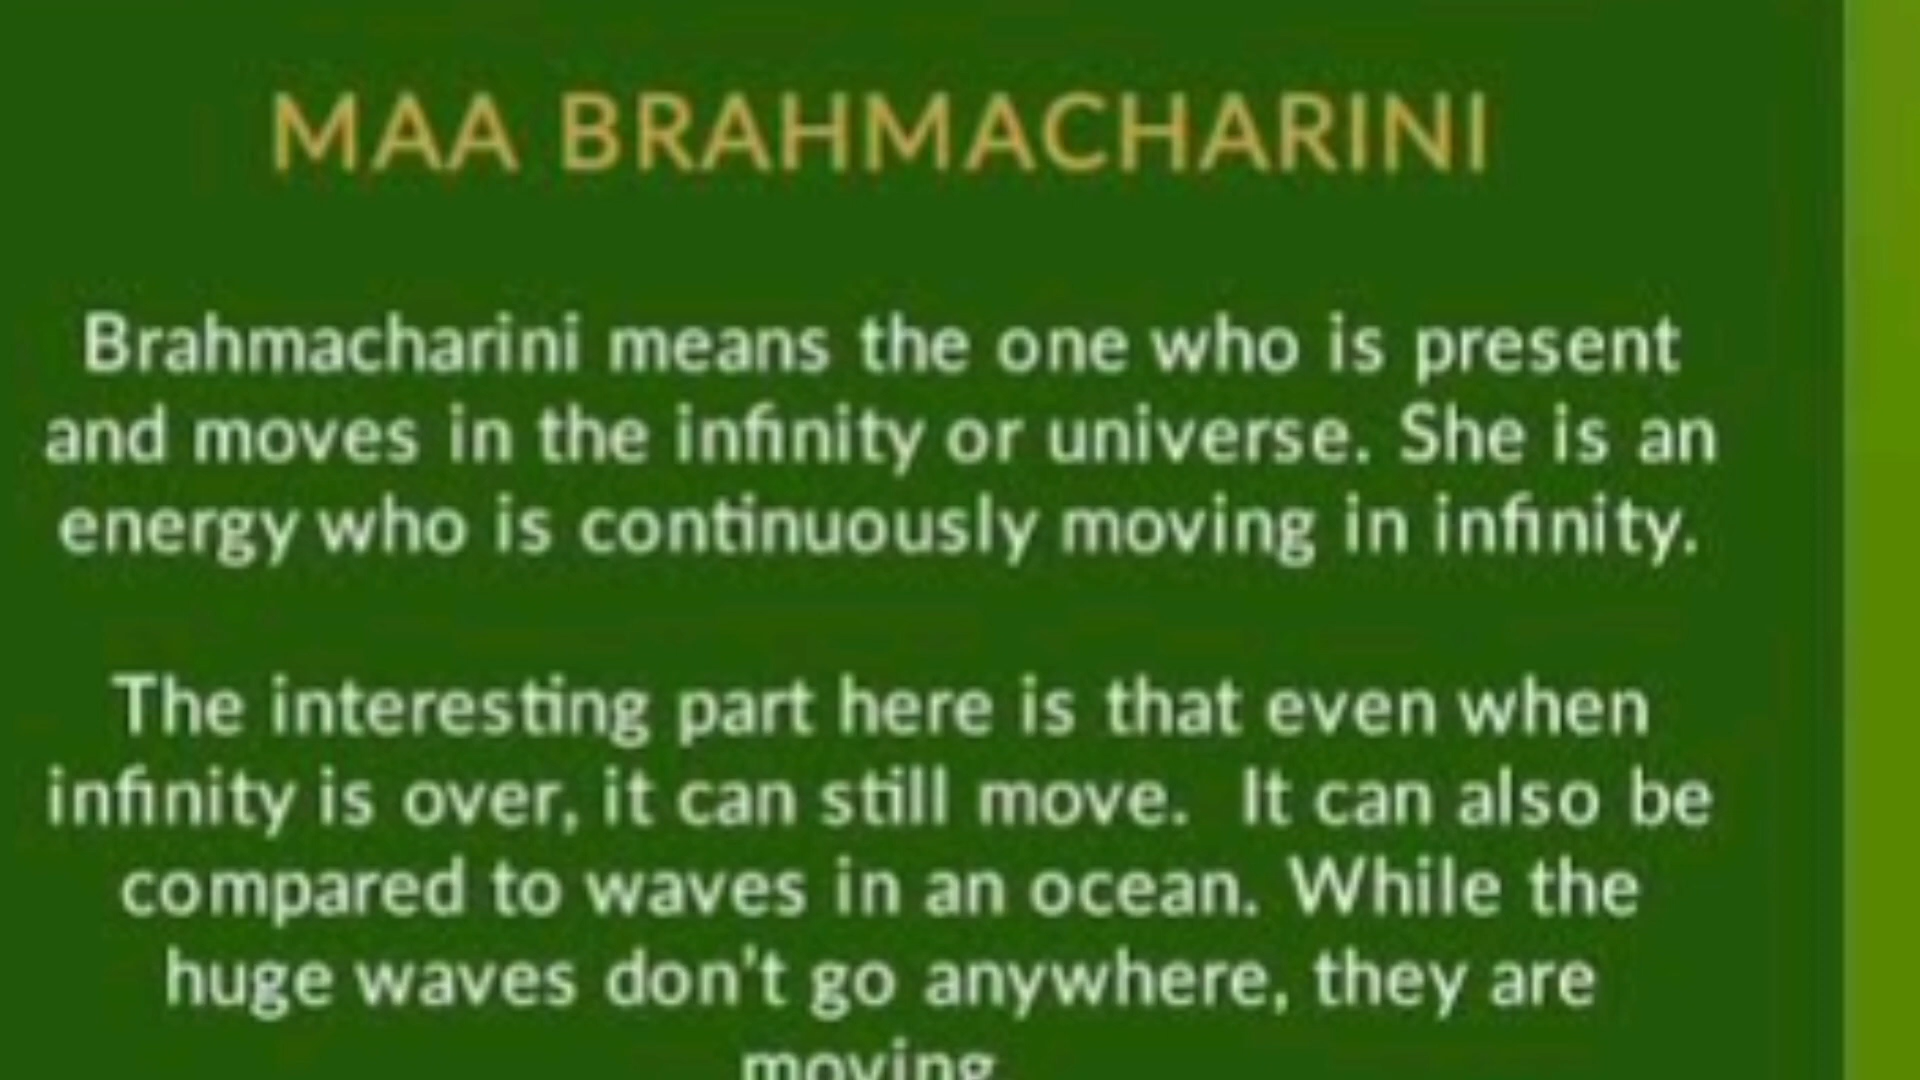 MAA BRAHMACHARINI
Brahmacharini means the one who is present
and moves in the infinity or universe. She is an
energy who is continuously moving in infinity.
The interesting part here is that even when
infinity is over, it can still move.  It can also be
compared to waves in an ocean. While the
huge waves don't go anywhere, they are
moving.